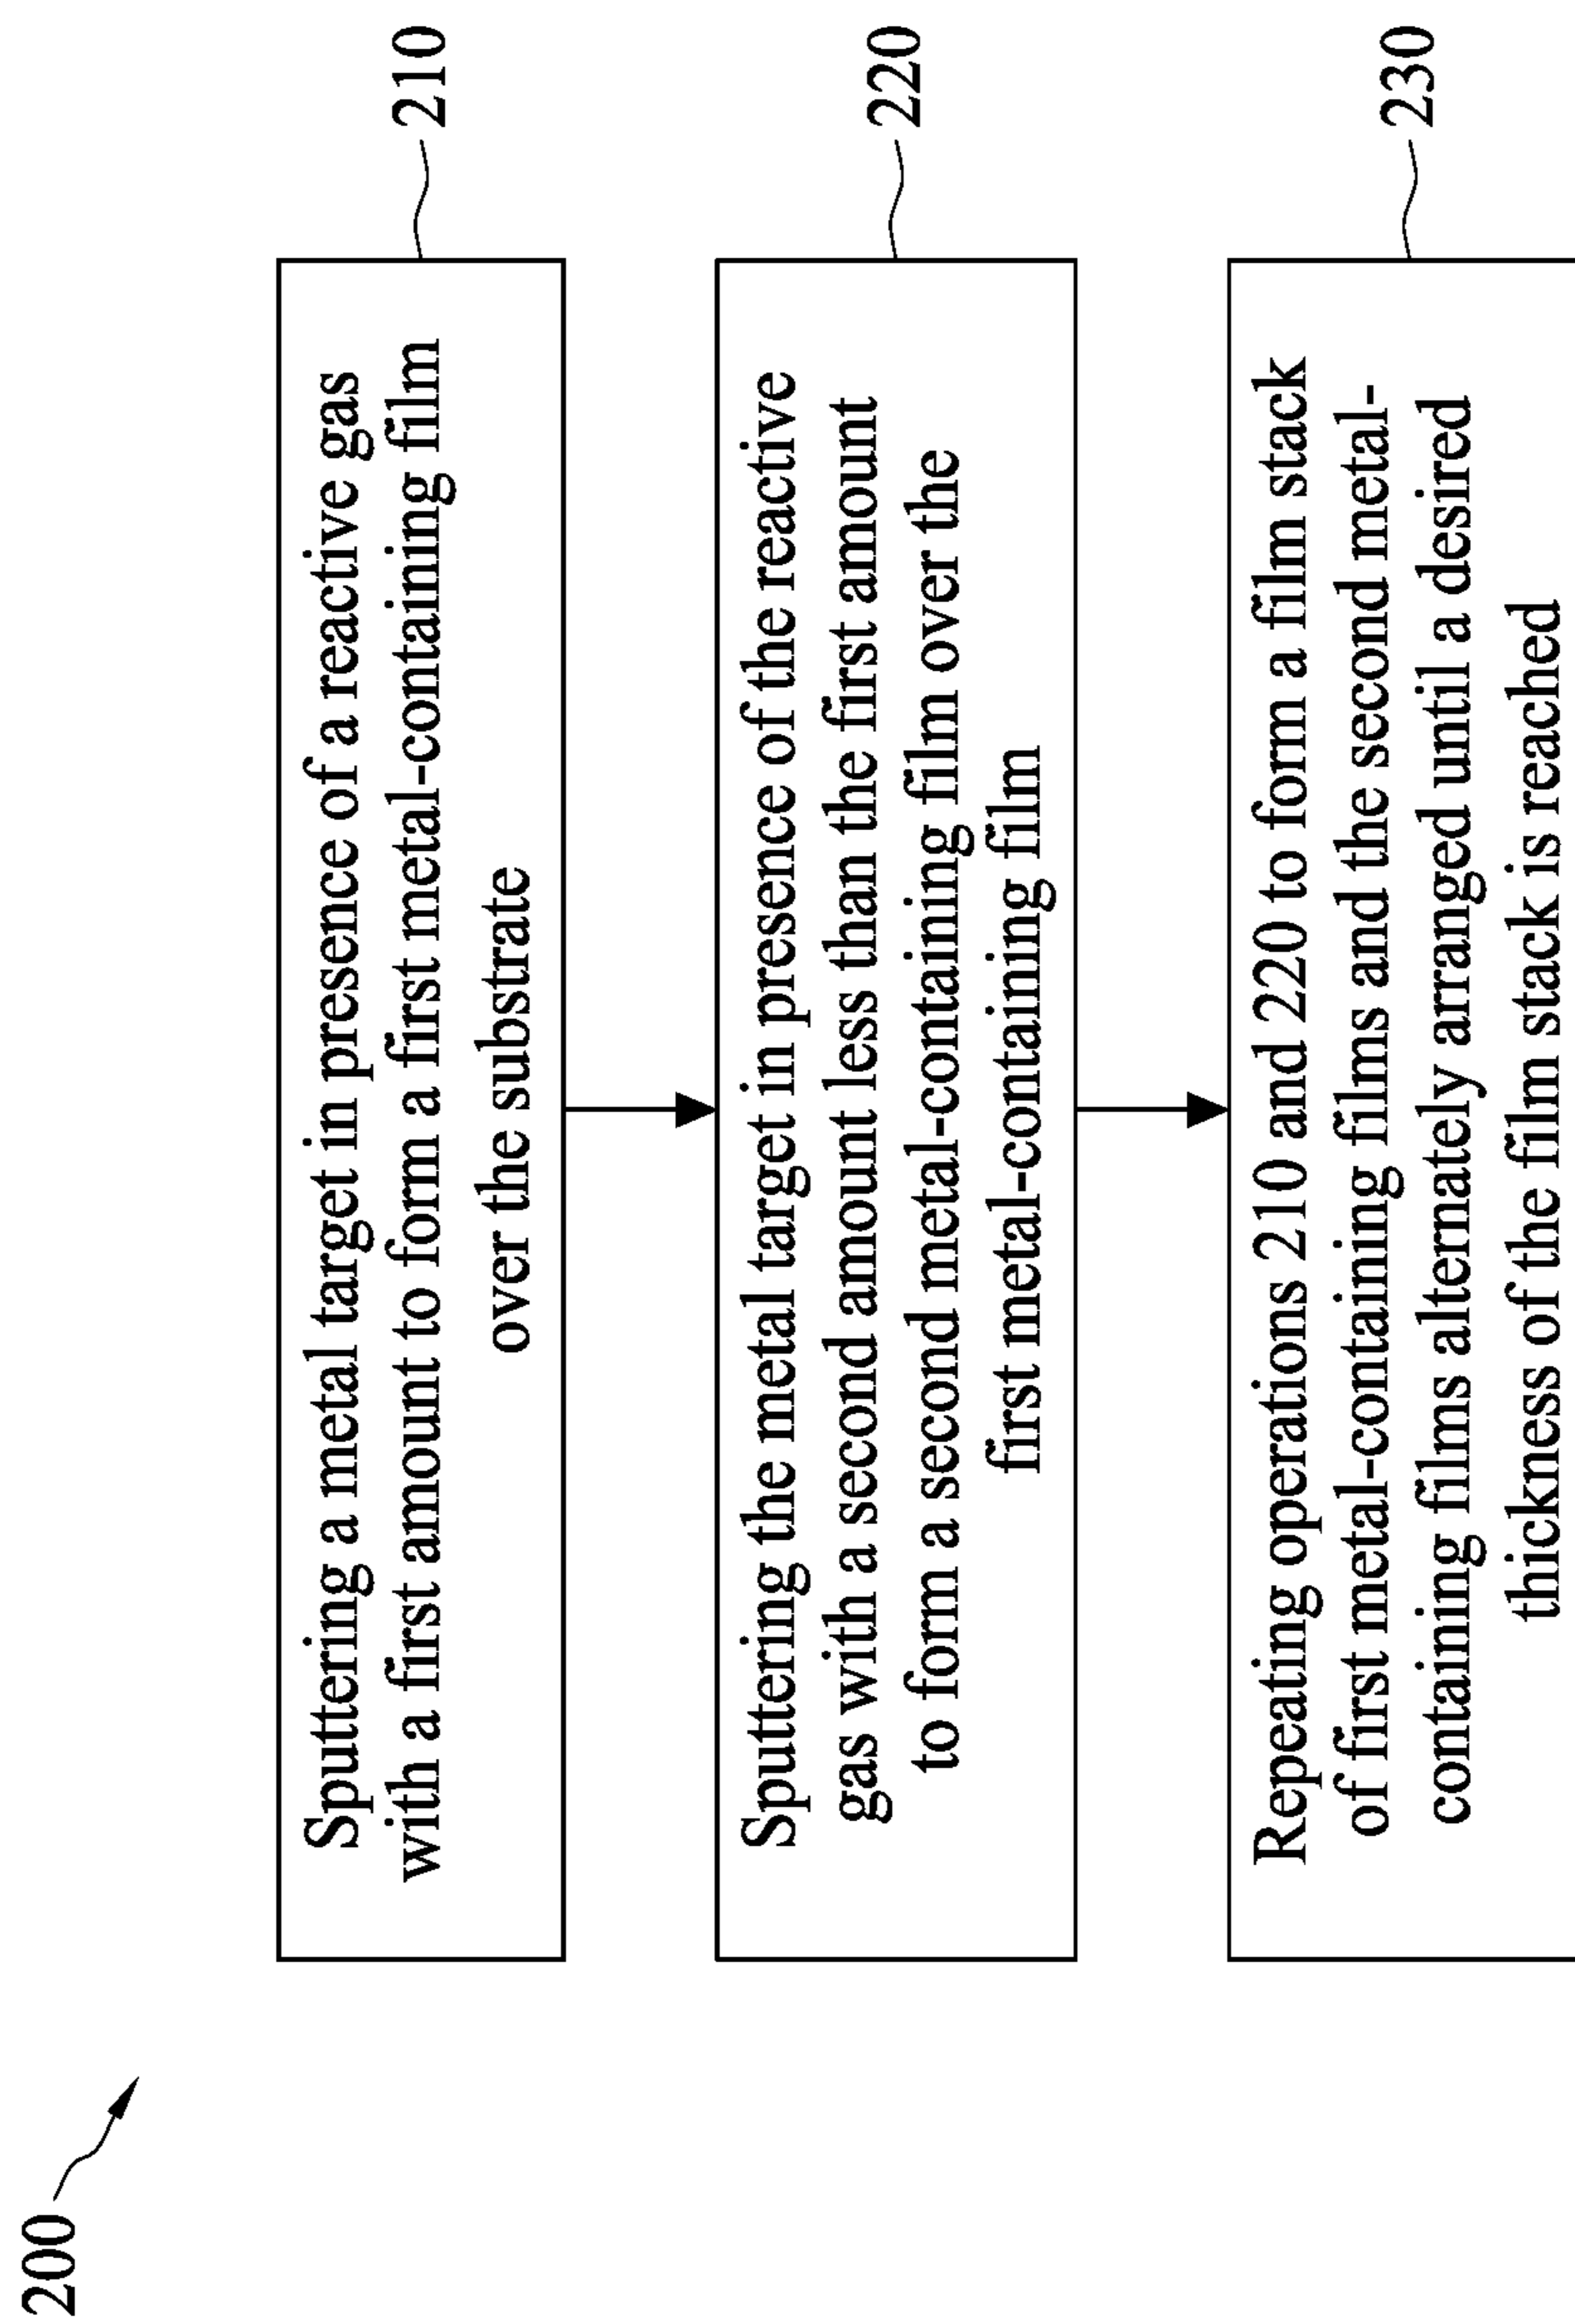 200
Sputtering a metal target in presence of a reactive gas
with a first amount to form a first metal-containing film
over the substrate
210
Sputtering the metal target in presence of the reactive
gas with a second amount less than the first amount
to form a second metal-containing film over the
first metal-containing film
220
Repeating operations 210 and 220 to form a film stack
of first metal-containing films and the second metal-
containing films alternately arranged until a desired
thickness of the film stack is reached
230